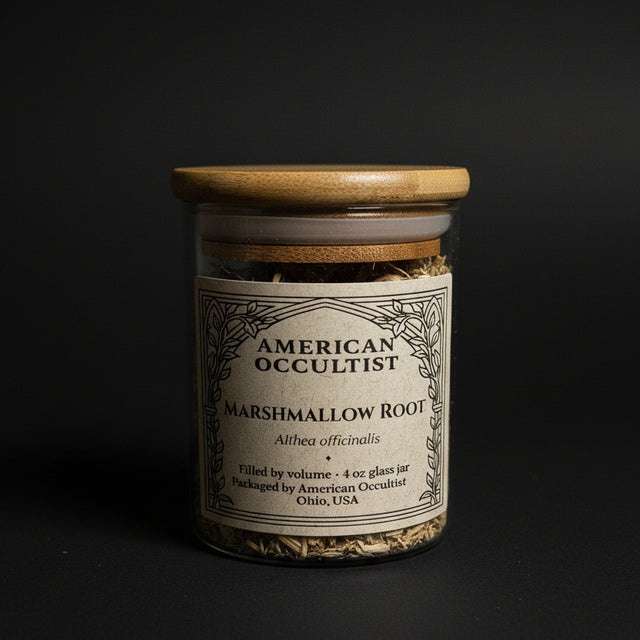 AMERICAN
OCCULTIST
MARSHMALLOW ROOT
Althea officinalis
Filled by volume · 4 oz glass jar
Packaged by American Occultist
Ohio, USA